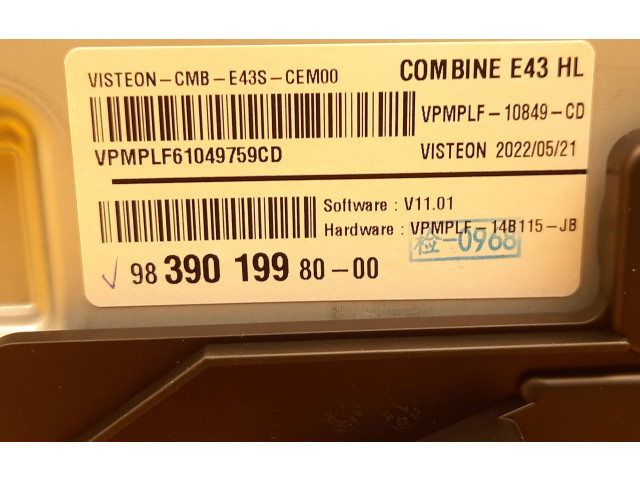 VISTEON-CMB-E43S-CEM00
COMBINE E43 HL
VPMPLF-10849-CD
VPMPLF61049759CD
VISTEON 2022/05/21
Software : V11.01
Hardware : VPMPLF-14B115-JB
检-0968
98 390 199 80-00